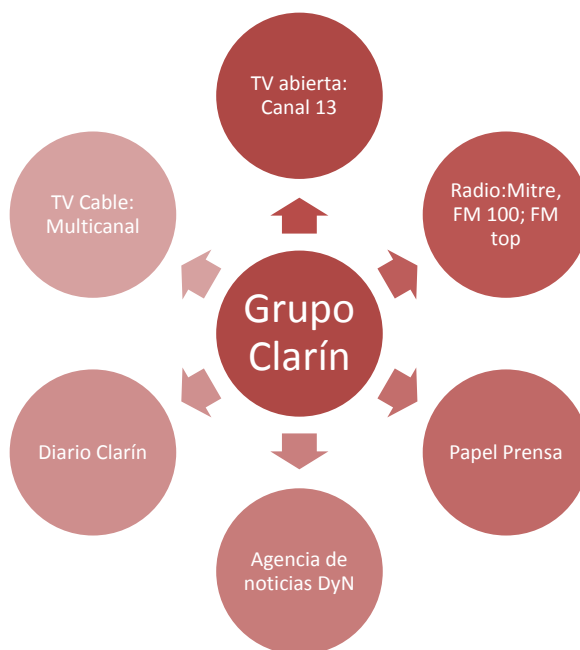 TV abierta:
Canal 13
Radio:Mitre,
FM 100; FM
top
Papel Prensa
Agencia de
noticias DyN
Diario Clarín
TV Cable:
Multicanal
Grupo
Clarín